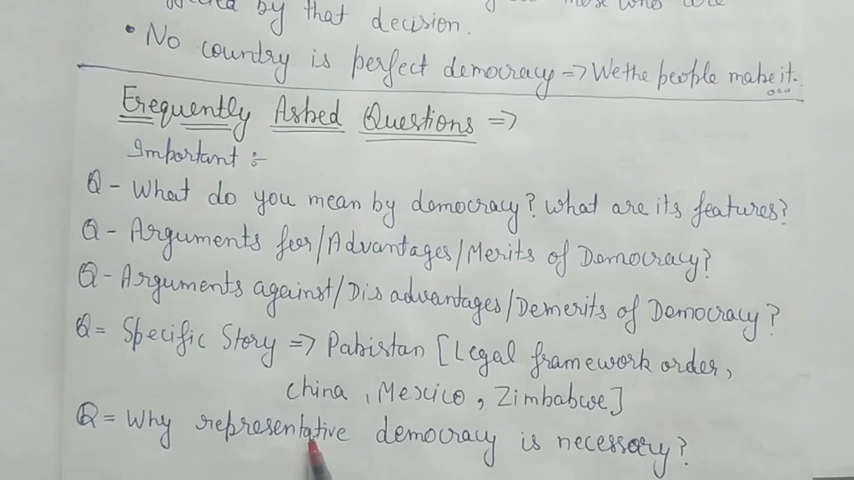 by that decision.
• No country is perfect democracy => We the people make it.
Frequently Asked Questions =>
Important :-
Q - What do you mean by democracy? What are its features?
Q - Arguments for/Advantages/Merits of Democracy?
Q - Arguments against/Dis advantages/Demerits of Democracy?
Q = Specific Story => Pakistan [Legal framework order,
China, Mexico, Zimbabwe]
Q = Why representative democracy is necessary?